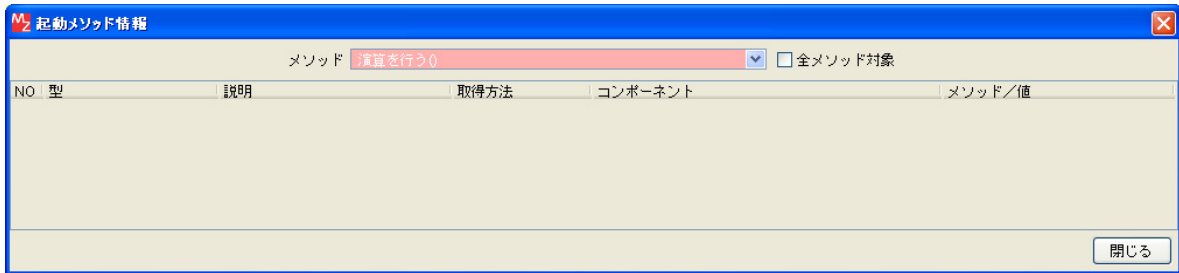 MZ 起動メソッド情報
メソッド 演算を行う() 全メソッド対象
NO 型 説明 取得方法 コンポーネント メソッド／値
閉じる